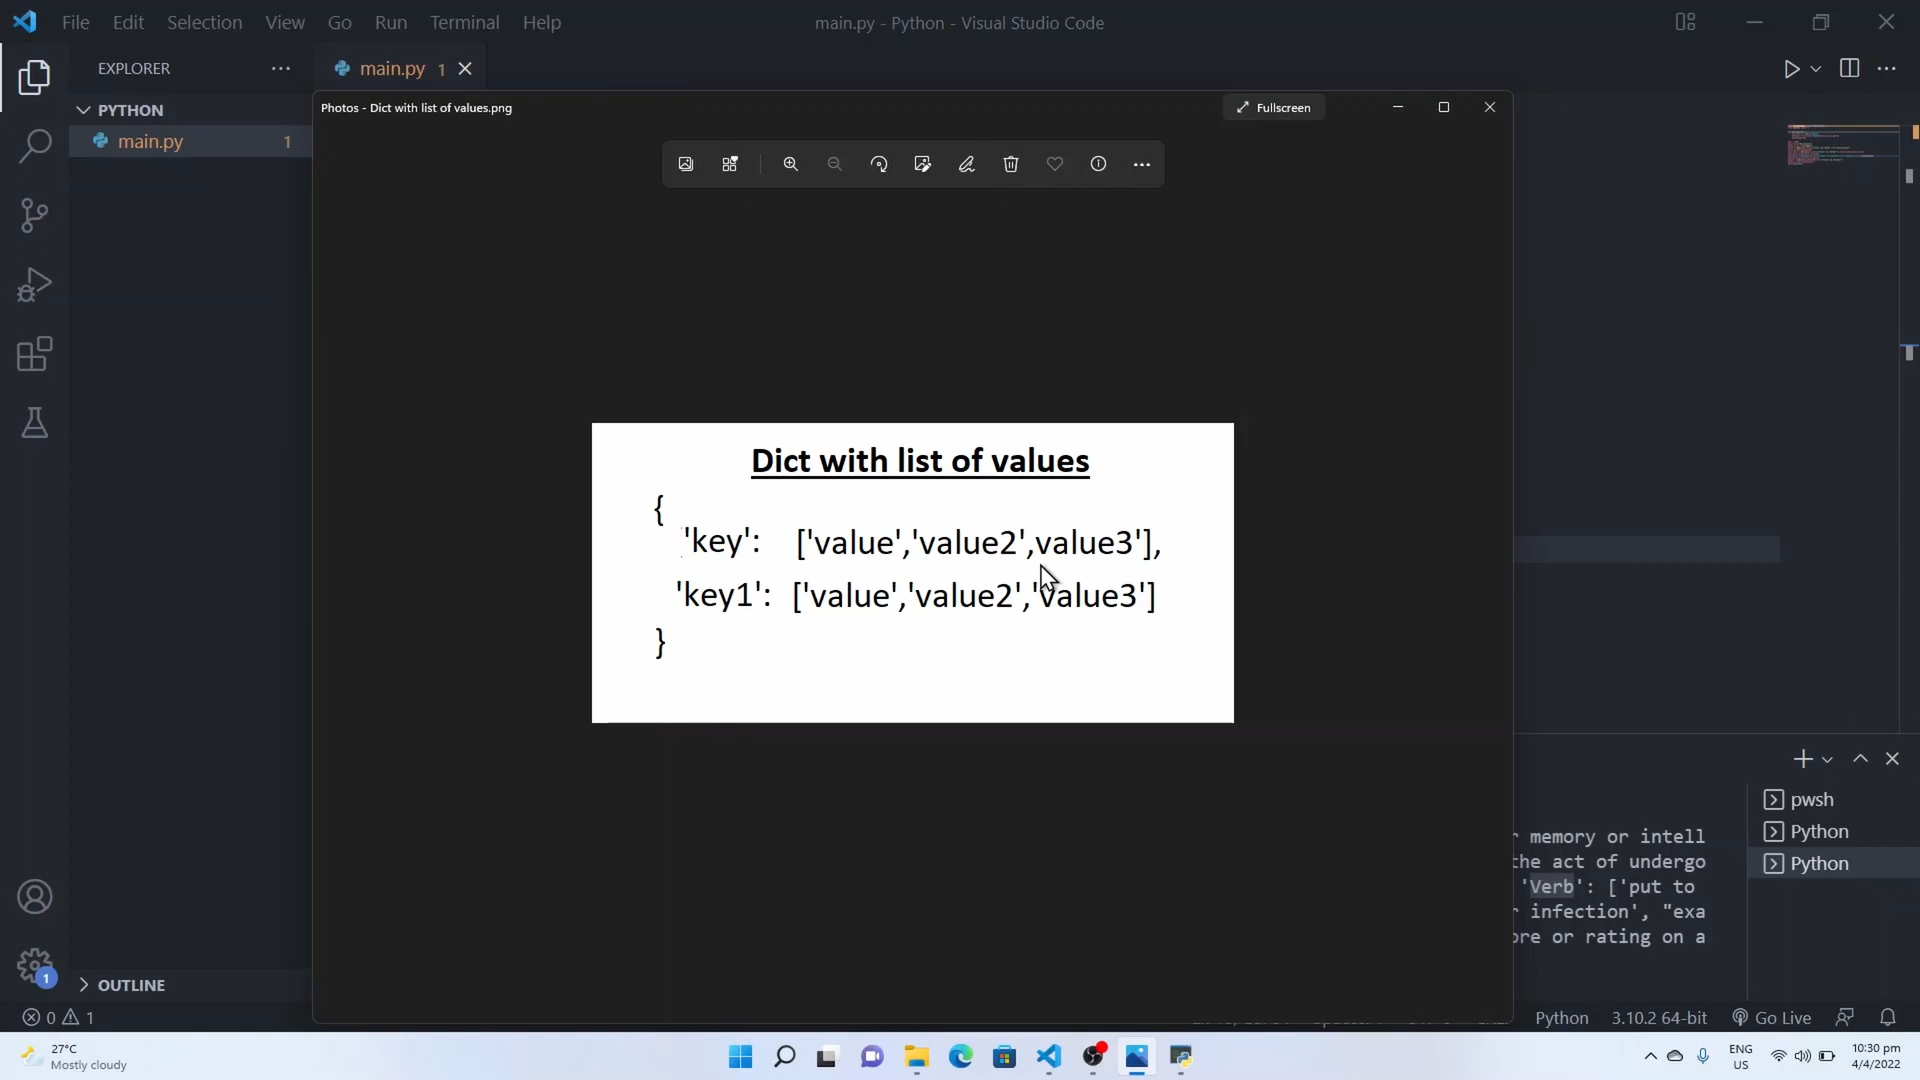 File Edit Selection View Go Run Terminal Help
main.py - Python - Visual Studio Code
EXPLORER
main.py 1
PYTHON
main.py 1
Photos - Dict with list of values.png
Fullscreen
Dict with list of values
{
'key': ['value','value2',value3'],
'key1': ['value','value2','value3']
}
pwsh
Python
Python
memory or intell
the act of undergo
'Verb': ['put to
infection', "exa
ore or rating on a
OUTLINE
1
0 1
Python 3.10.2 64-bit Go Live
27°C
Mostly cloudy
ENG
US
10:30 pm
4/4/2022